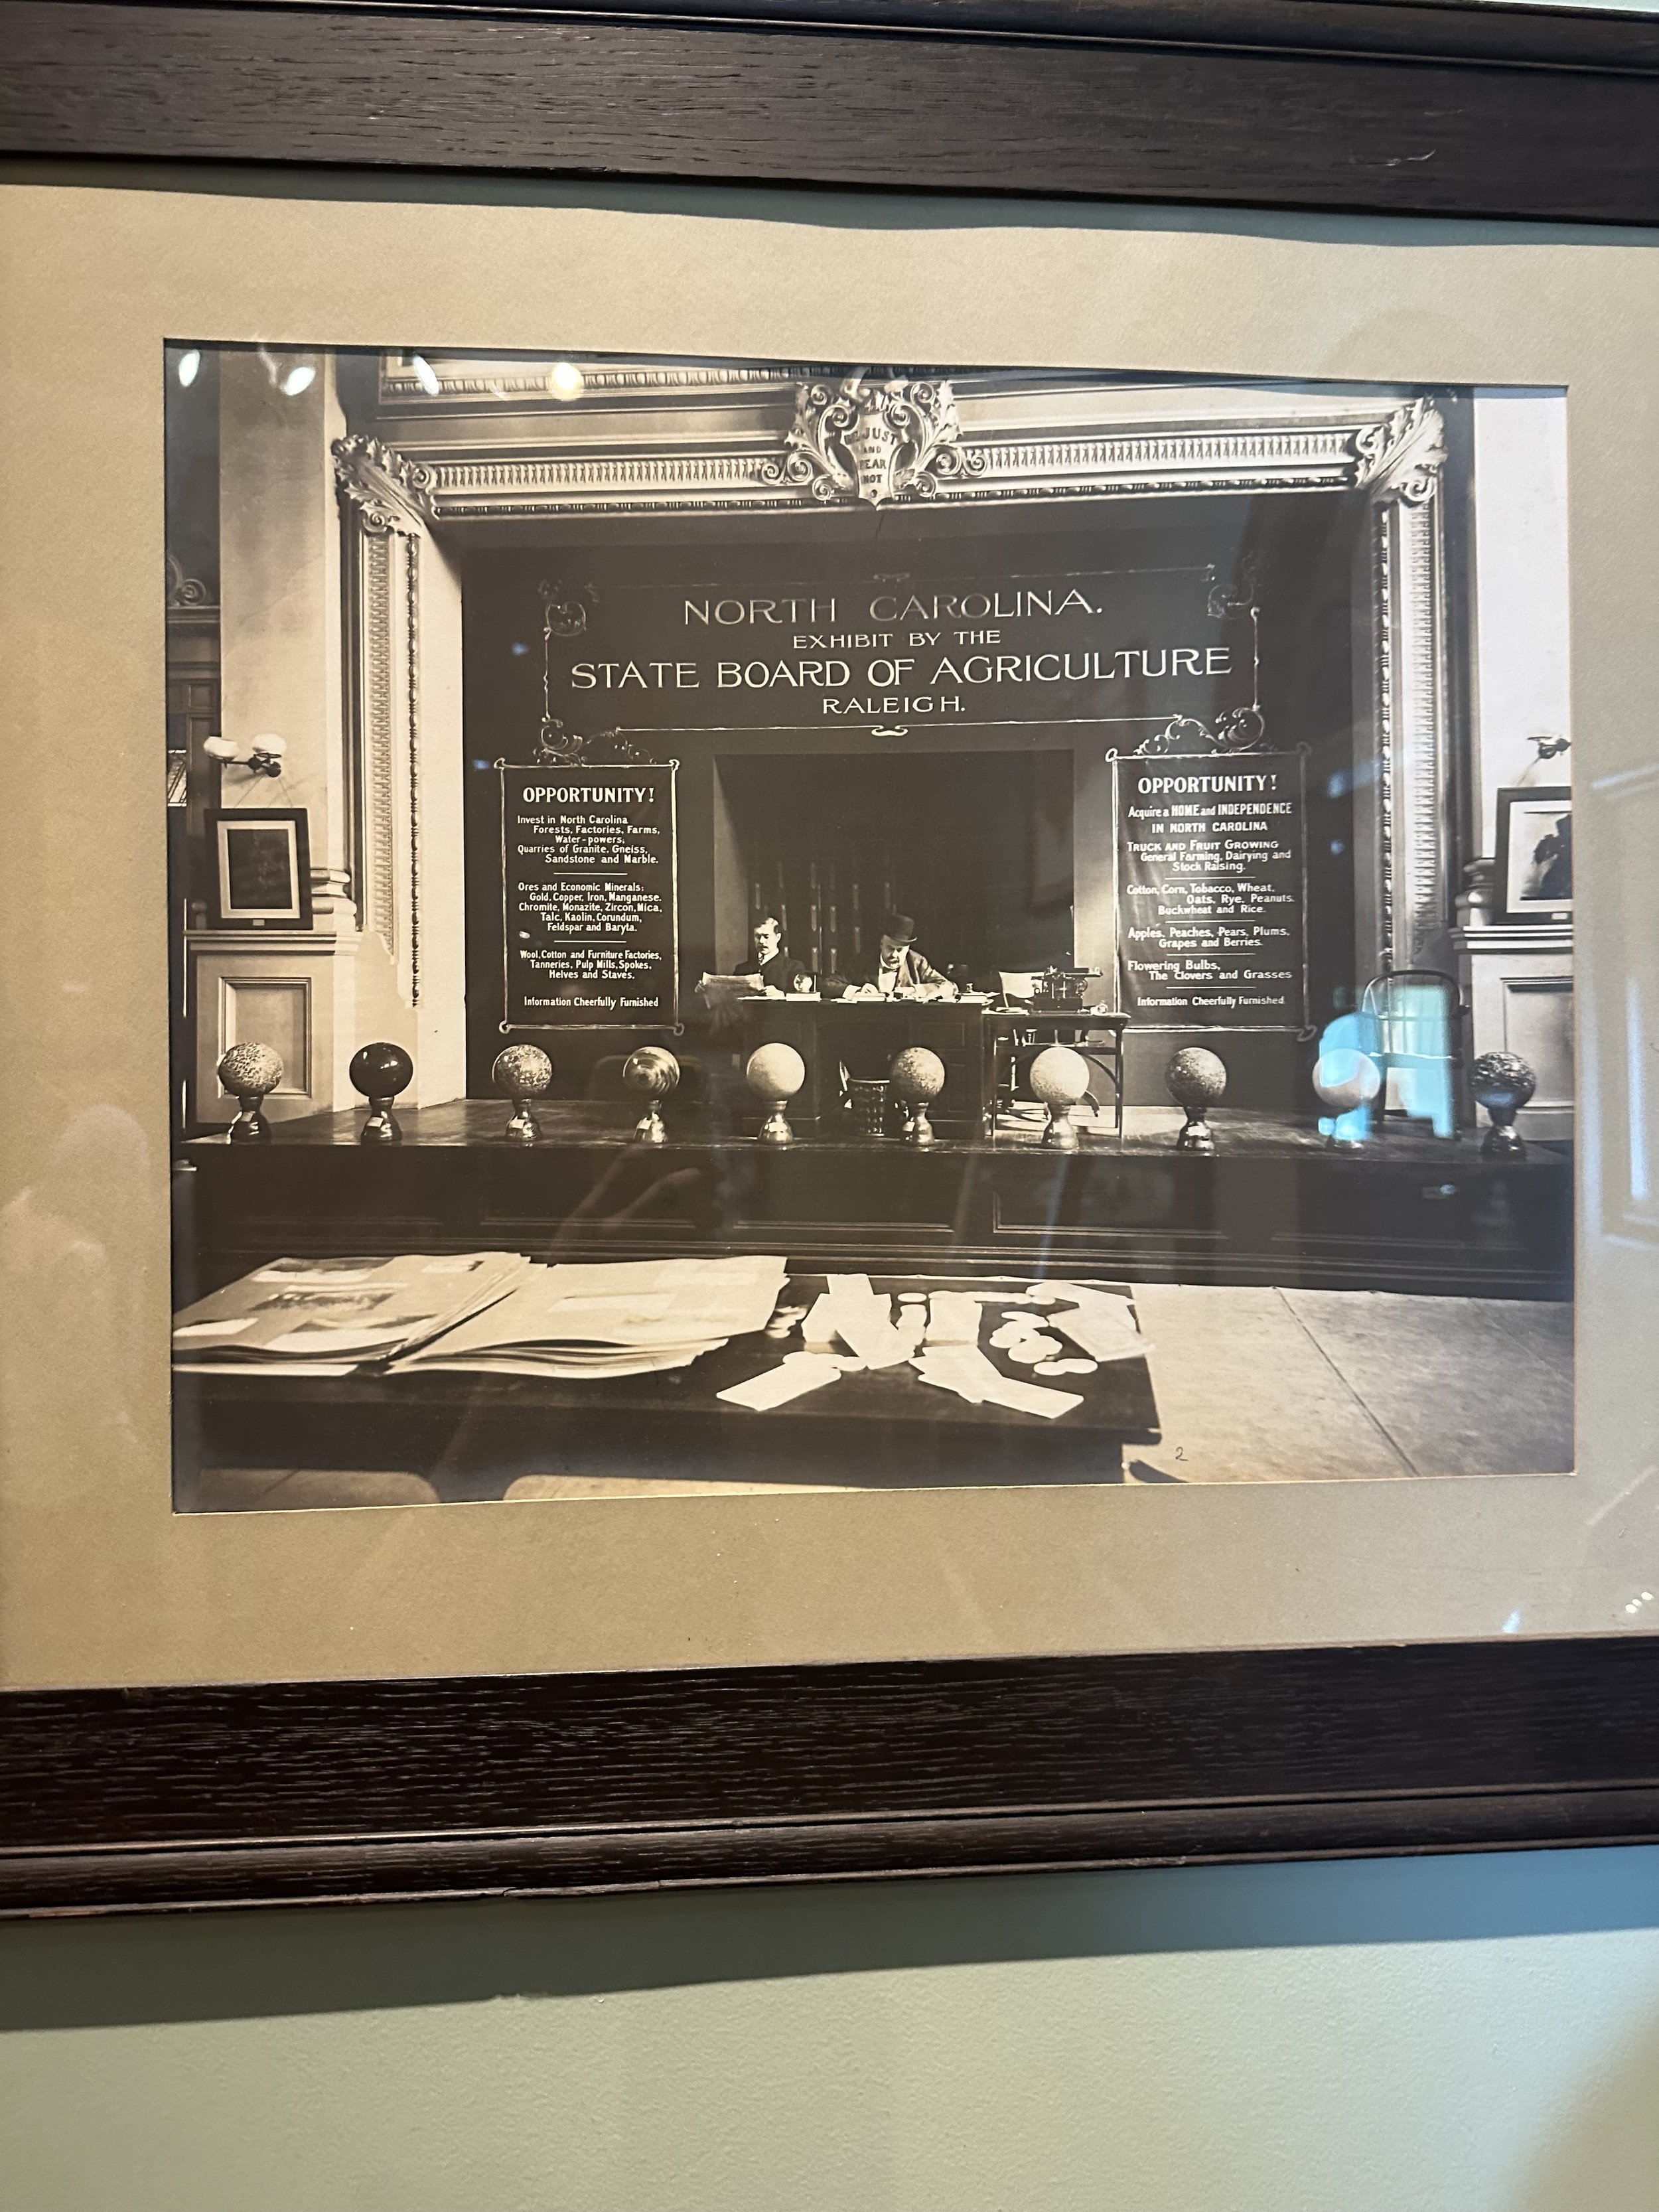 JUST
AND
FEAR
NOT
NORTH CAROLINA.
EXHIBIT BY THE
STATE BOARD OF AGRICULTURE
RALEIGH.
OPPORTUNITY!
Invest in North Carolina
Forests, Factories, Farms,
Water-powers;
Quarries of Granite, Gneiss,
Sandstone and Marble.
Ores and Economic Minerals:
Gold, Copper, Iron, Manganese.
Chromite, Monazite, Zircon, Mica,
Talc, Kaolin, Corundum,
Feldspar and Baryta.
Wool, Cotton and Furniture Factories,
Tanneries, Pulp Mills, Spokes,
Helves and Staves.
Information Cheerfully Furnished
OPPORTUNITY!
Acquire a HOME and INDEPENDENCE
IN NORTH CAROLINA
TRUCK AND FRUIT GROWING
General Farming, Dairying and
Stock Raising.
Cotton, Corn, Tobacco, Wheat,
Oats, Rye, Peanuts.
Buckwheat and Rice.
Apples, Peaches, Pears, Plums,
Grapes and Berries.
Flowering Bulbs,
The Clovers and Grasses
Information Cheerfully Furnished
2